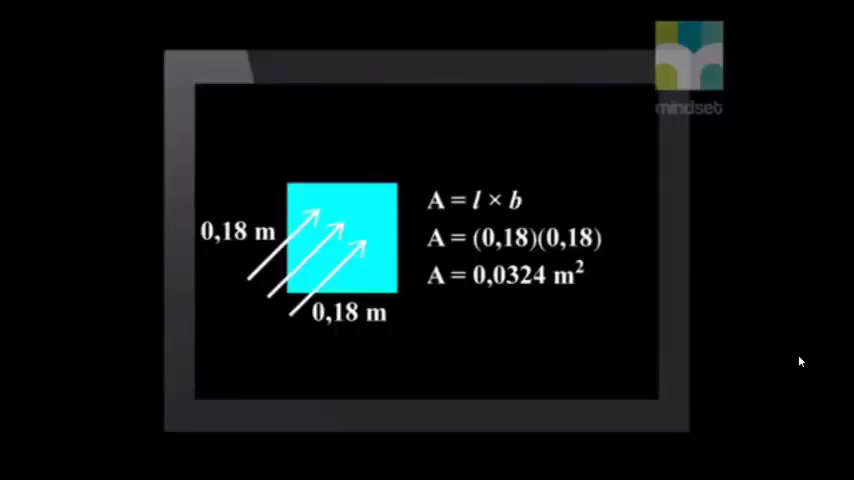 mindset
0,18 m
0,18 m
A = l × b
A = (0,18)(0,18)
A = 0,0324 m²